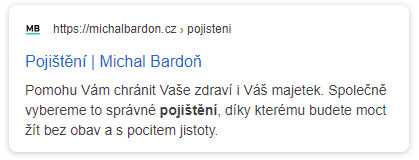 MB https://michalbardon.cz › pojisteni
Pojištění | Michal Bardoň
Pomohu Vám chránit Vaše zdraví i Váš majetek. Společně
vybereme to správné pojištění, díky kterému budete moct
žít bez obav a s pocitem jistoty.